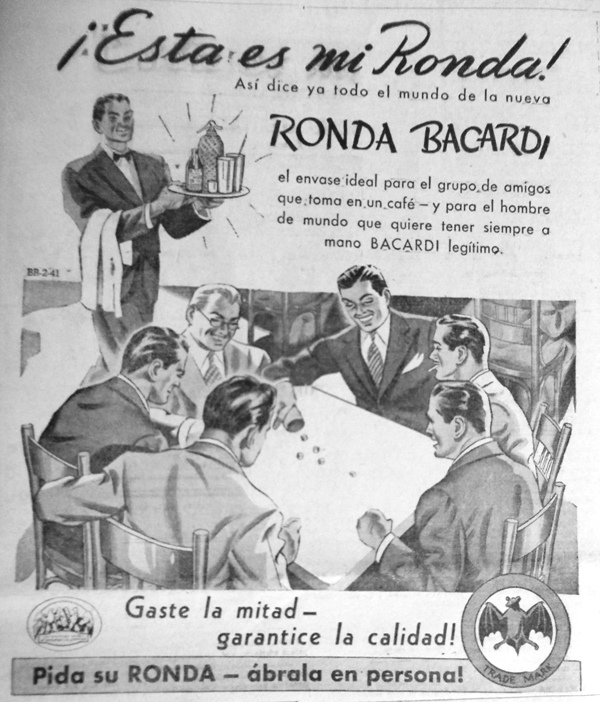 ¡Esta es mi Ronda!
Así dice ya todo el mundo de la nueva
RONDA BACARDI
el envase ideal para el grupo de amigos
que toma en un café – y para el hombre
de mundo que quiere tener siempre a
mano BACARDI legítimo.
BB-2-41
Gaste la mitad –
garantice la calidad!
TRADE MARK
Pida su RONDA – ábrala en persona!